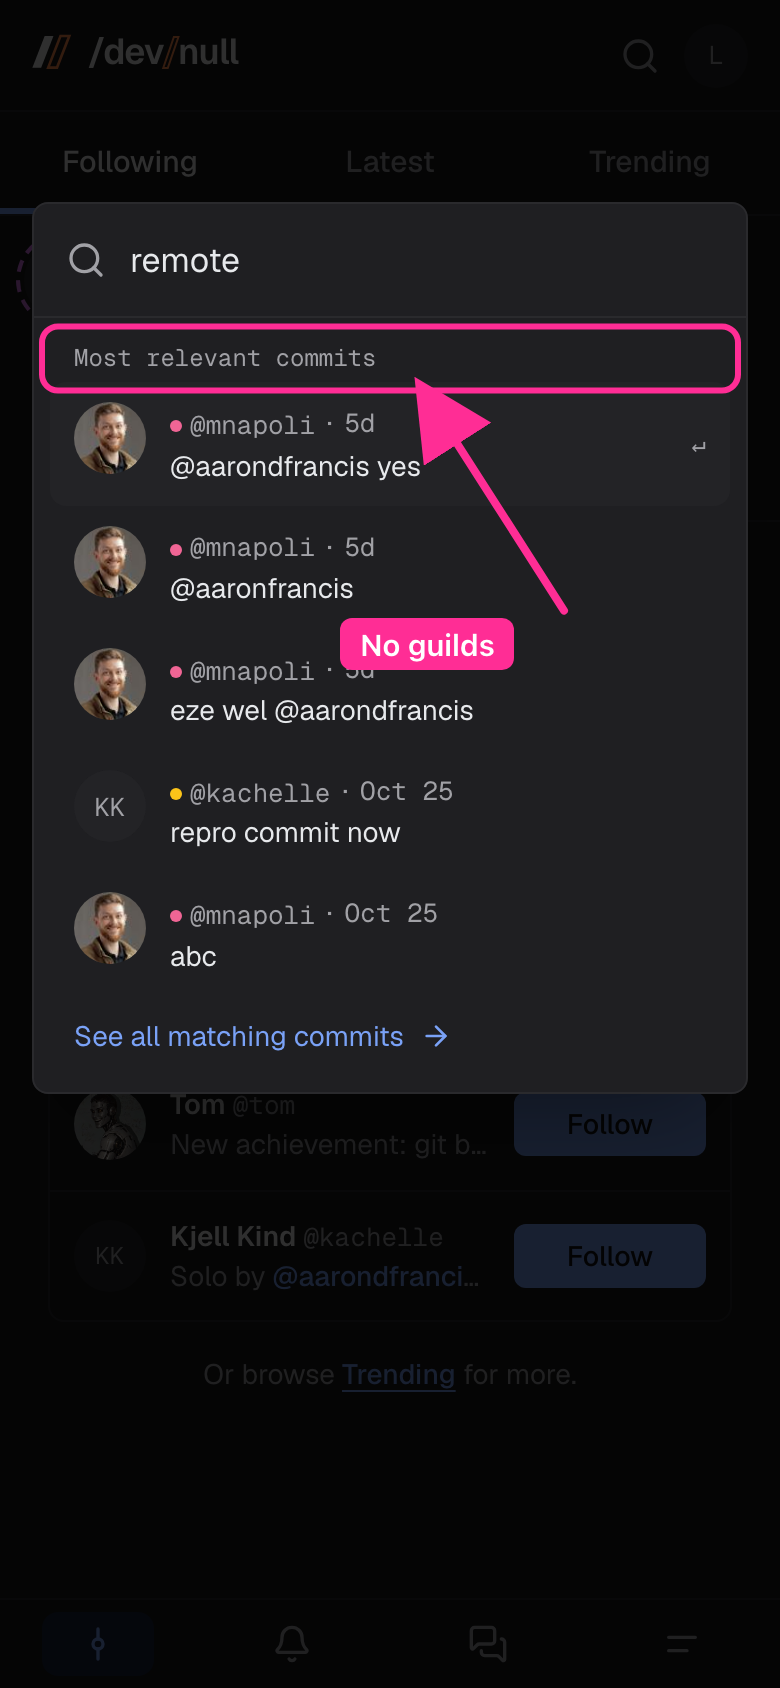 /dev/null
L
Following
Latest
Trending
remote
Most relevant commits
@mnapoli · 5d
@aarondfrancis yes
@mnapoli · 5d
@aaronfrancis
No guilds
@mnapoli · 5d
eze wel @aarondfrancis
KK
@kachelle · Oct 25
repro commit now
@mnapoli · Oct 25
abc
See all matching commits →
Tom @tom
New achievement: git b...
Follow
KK
Kjell Kind @kachelle
Solo by @aarondfranci...
Follow
Or browse Trending for more.